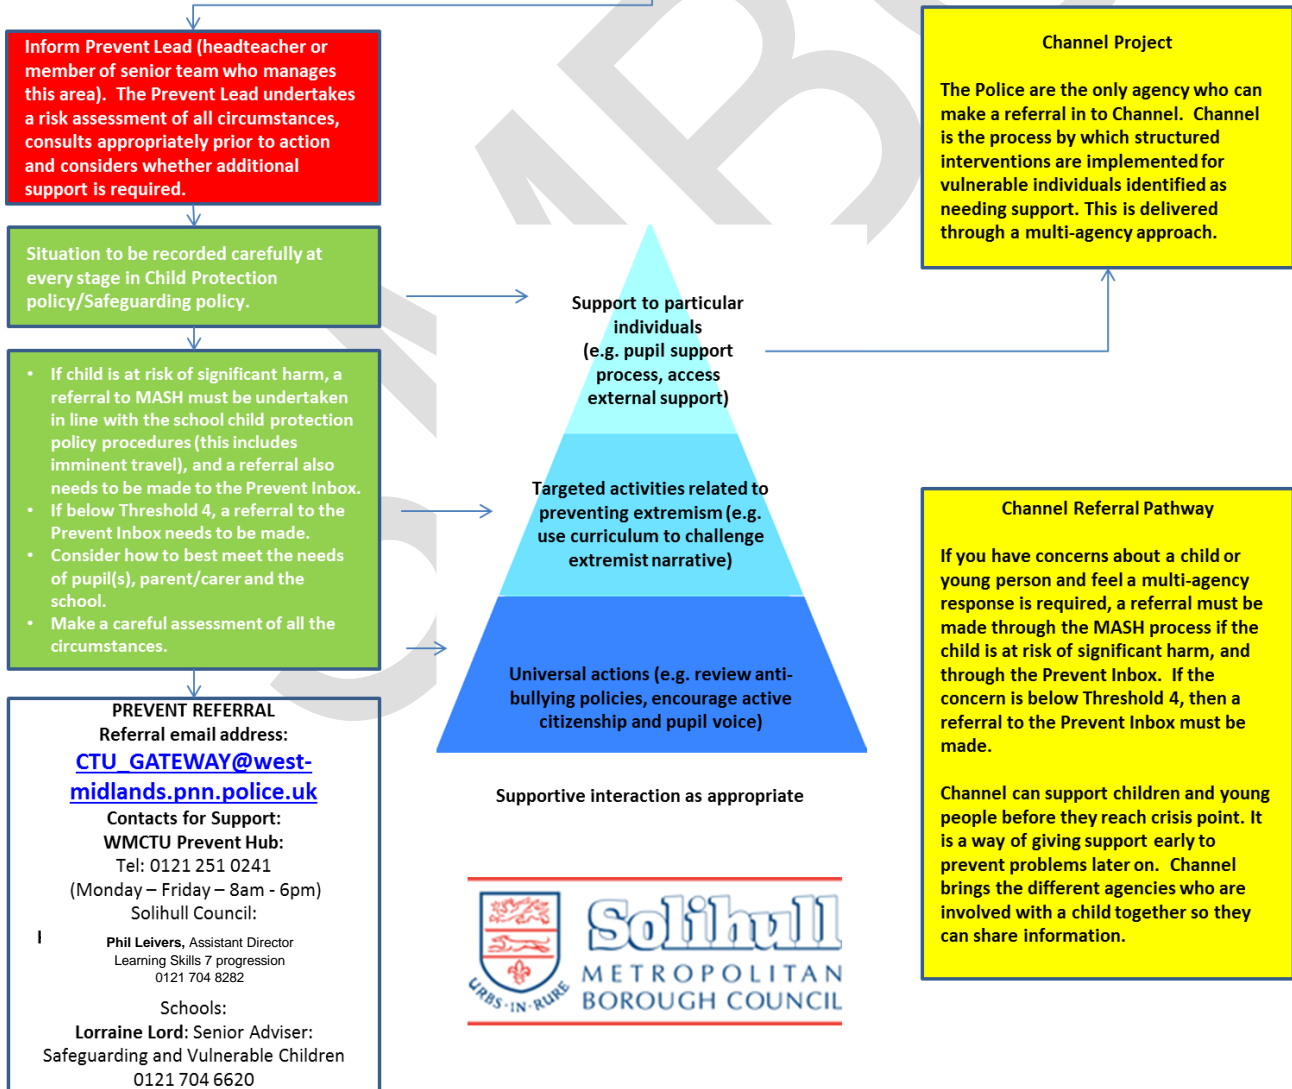 Inform Prevent Lead (headteacher or
member of senior team who manages
this area).  The Prevent Lead undertakes
a risk assessment of all circumstances,
consults appropriately prior to action
and considers whether additional
support is required.
Situation to be recorded carefully at
every stage in Child Protection
policy/Safeguarding policy.
• If child is at risk of significant harm, a
referral to MASH must be undertaken
in line with the school child protection
policy procedures (this includes
imminent travel), and a referral also
needs to be made to the Prevent Inbox.
• If below Threshold 4, a referral to the
Prevent Inbox needs to be made.
• Consider how to best meet the needs
of pupil(s), parent/carer and the
school.
• Make a careful assessment of all the
circumstances.
PREVENT REFERRAL
Referral email address:
CTU_GATEWAY@west-
midlands.pnn.police.uk
Contacts for Support:
WMCTU Prevent Hub:
Tel: 0121 251 0241
(Monday – Friday – 8am - 6pm)
Solihull Council:
Phil Leivers, Assistant Director
Learning Skills 7 progression
0121 704 8282
Schools:
Lorraine Lord: Senior Adviser:
Safeguarding and Vulnerable Children
0121 704 6620
Support to particular
individuals
(e.g. pupil support
process, access
external support)
Targeted activities related to
preventing extremism (e.g.
use curriculum to challenge
extremist narrative)
Universal actions (e.g. review anti-
bullying policies, encourage active
citizenship and pupil voice)
Supportive interaction as appropriate
URBS-IN-RURE
Solihull
METROPOLITAN
BOROUGH COUNCIL
Channel Project
The Police are the only agency who can
make a referral in to Channel.  Channel
is the process by which structured
interventions are implemented for
vulnerable individuals identified as
needing support. This is delivered
through a multi-agency approach.
Channel Referral Pathway
If you have concerns about a child or
young person and feel a multi-agency
response is required, a referral must be
made through the MASH process if the
child is at risk of significant harm, and
through the Prevent Inbox.  If the
concern is below Threshold 4, then a
referral to the Prevent Inbox must be
made.
Channel can support children and young
people before they reach crisis point. It
is a way of giving support early to
prevent problems later on.  Channel
brings the different agencies who are
involved with a child together so they
can share information.